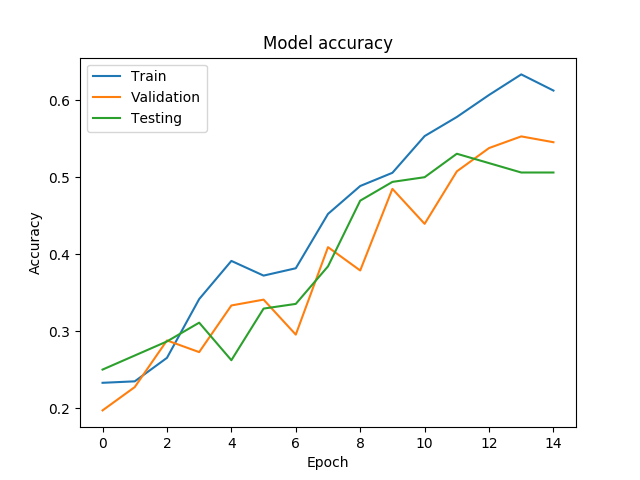 Model accuracy
Train
Validation
Testing
0.6
0.5
0.4
0.3
0.2
Accuracy
0 2 4 6 8 10 12 14
Epoch